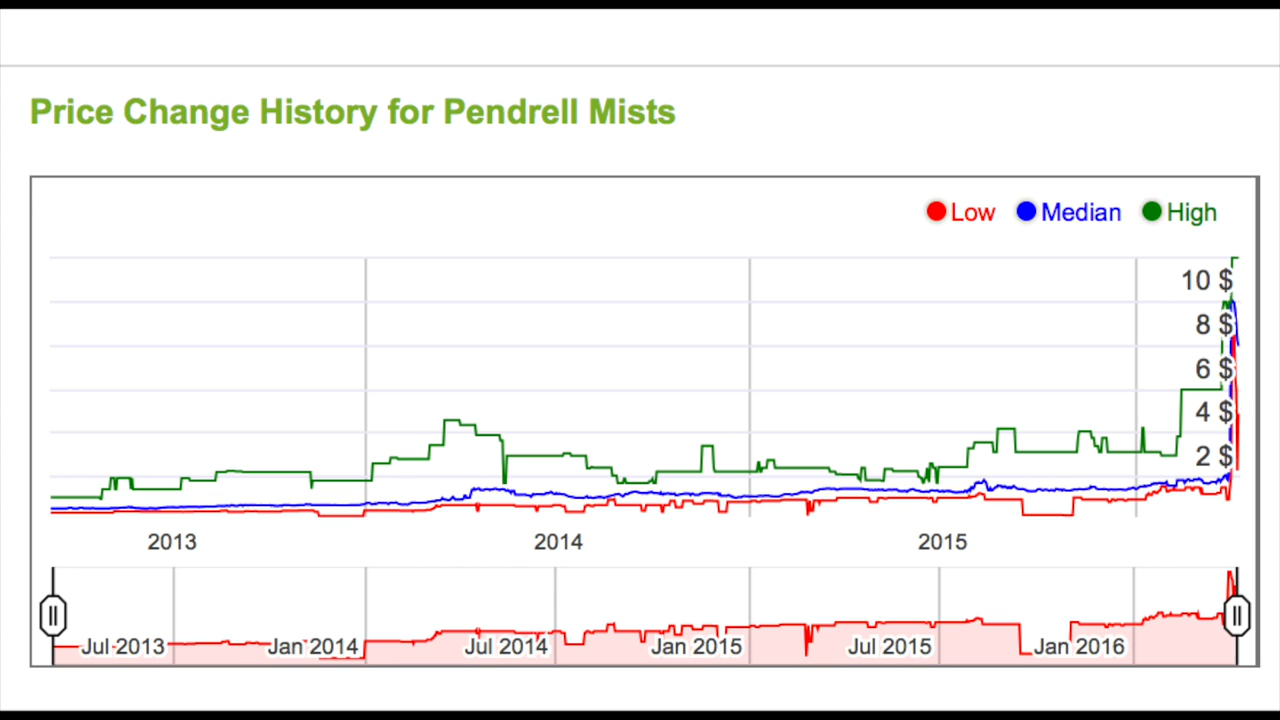 Price Change History for Pendrell Mists
Low Median High
10 $
8 $
6 $
4 $
2 $
2013 2014 2015
Jul 2013 Jan 2014 Jul 2014 Jan 2015 Jul 2015 Jan 2016